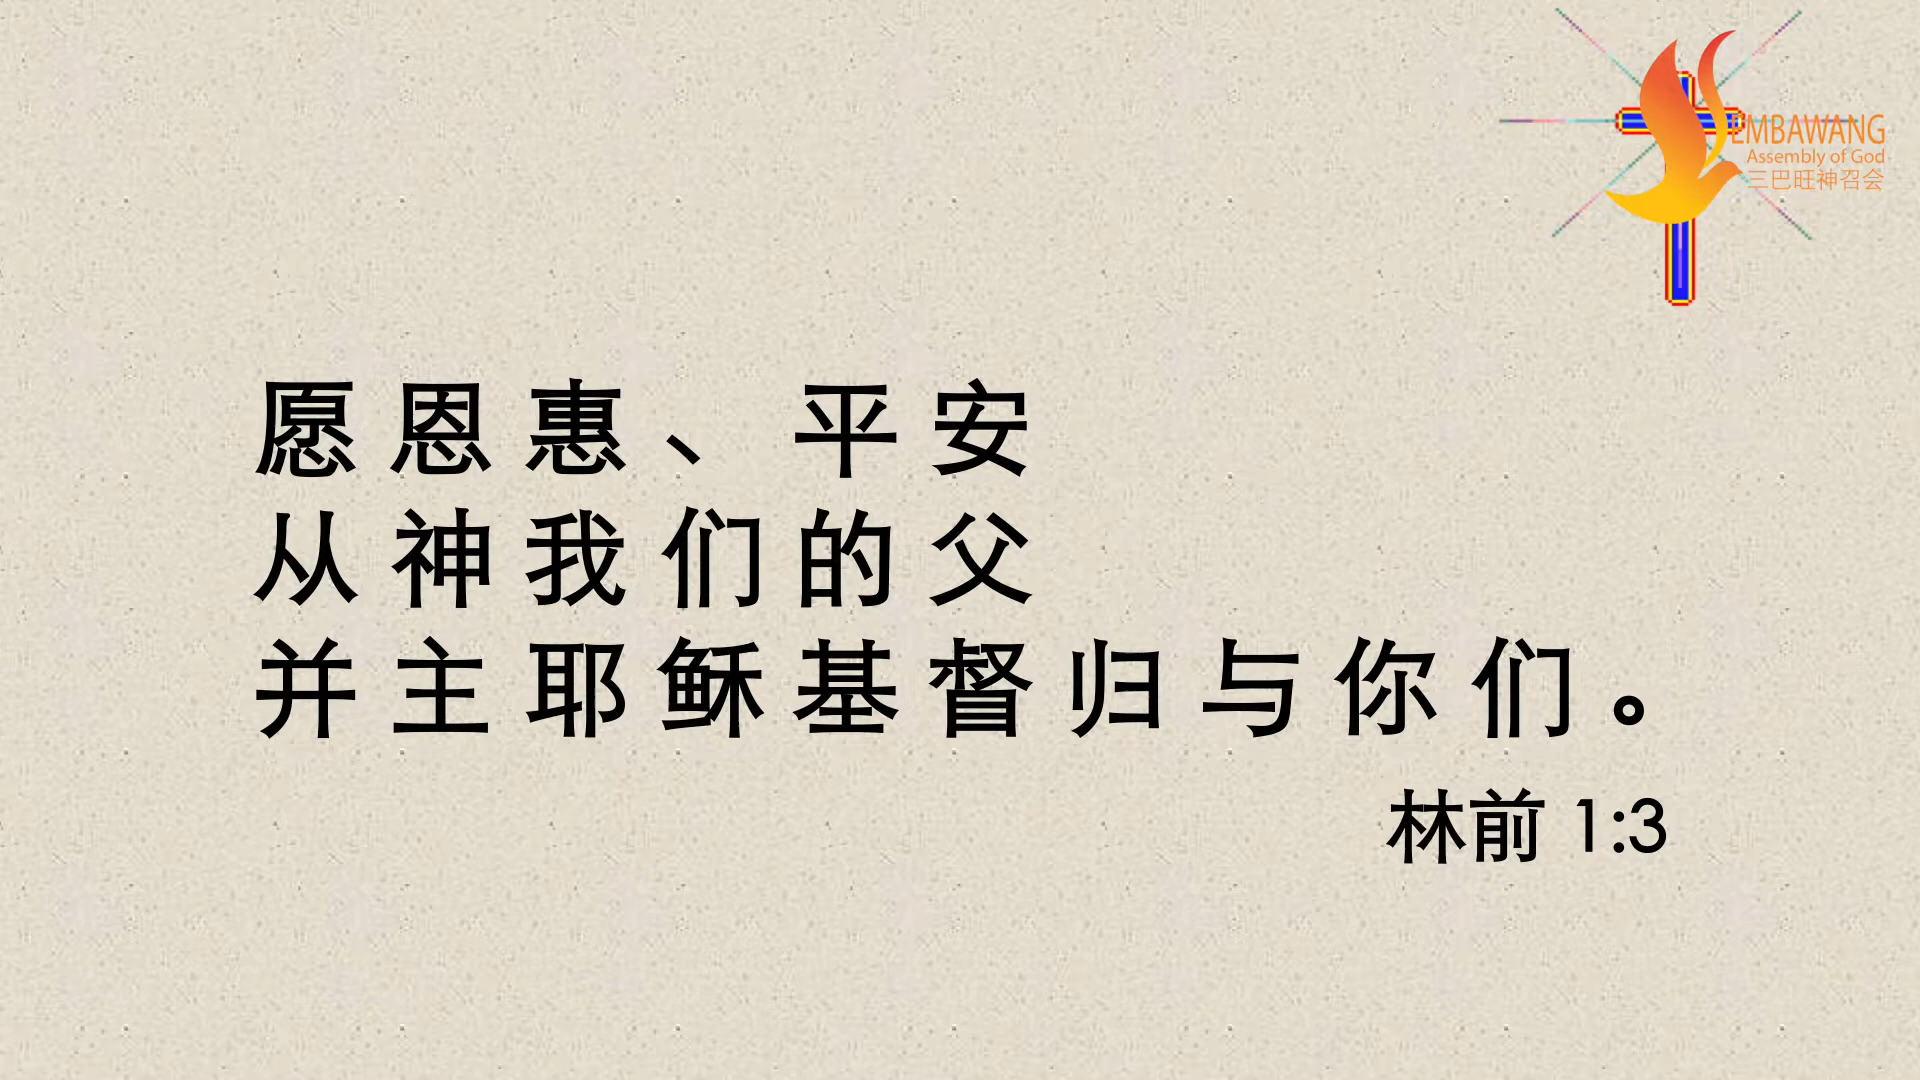 EMBAWANG
Assembly of God
三巴旺神召会
愿恩惠、平安
从神我们的父
并主耶稣基督归与你们。
林前 1:3